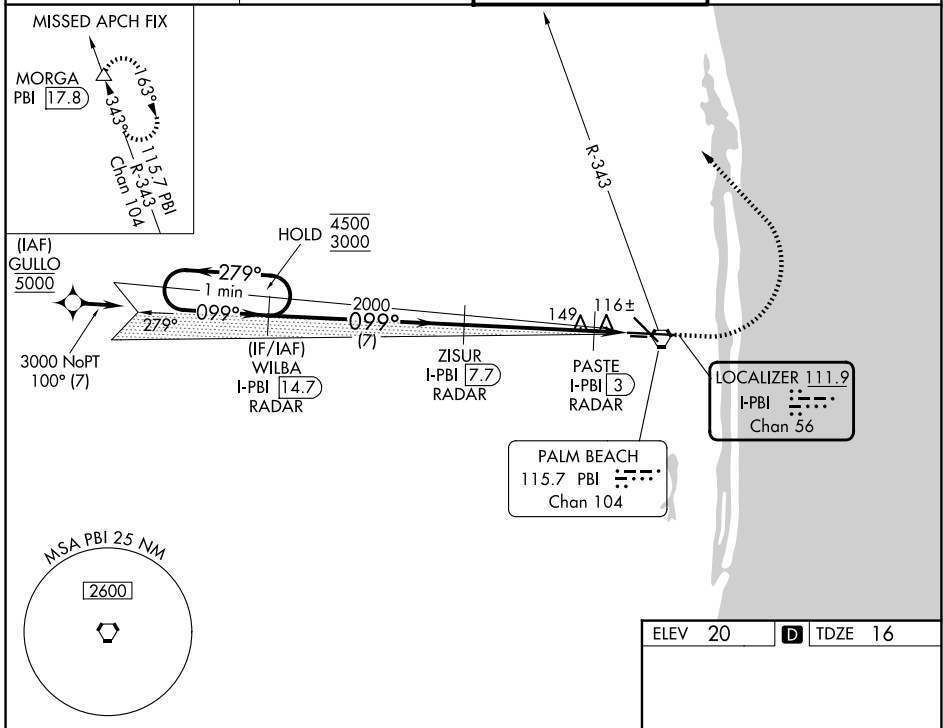 MISSED APCH FIX
MORGA
PBI 17.8
163°
343°
115.7 PBI
R-343
Chan 104
R-343
(IAF)
GULLO
5000
HOLD 4500
3000
279°
1 min
099°
279°
2000
099°
(7)
149
116±
3000 NoPT
100° (7)
(IF/IAF)
WILBA
I-PBI 14.7
RADAR
ZISUR
I-PBI 7.7
RADAR
PASTE
I-PBI 3
RADAR
LOCALIZER 111.9
I-PBI
Chan 56
PALM BEACH
115.7 PBI
Chan 104
MSA PBI 25 NM
2600
ELEV 20 D TDZE 16